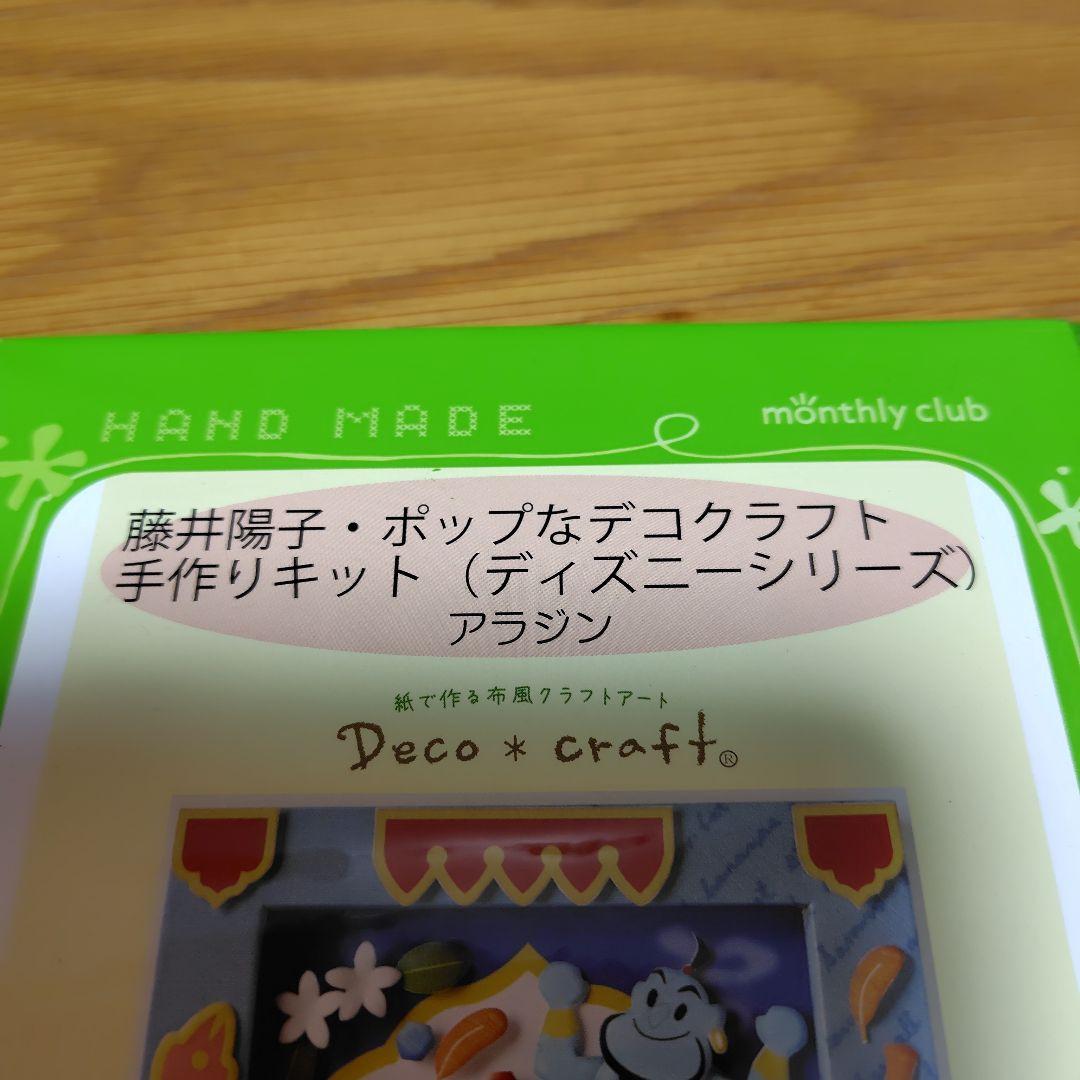 HAND MADE
monthly club
藤井陽子・ポップなデコクラフト
手作りキット（ディズニーシリーズ）
アラジン
紙で作る布風クラフトアート
Deco * craft®